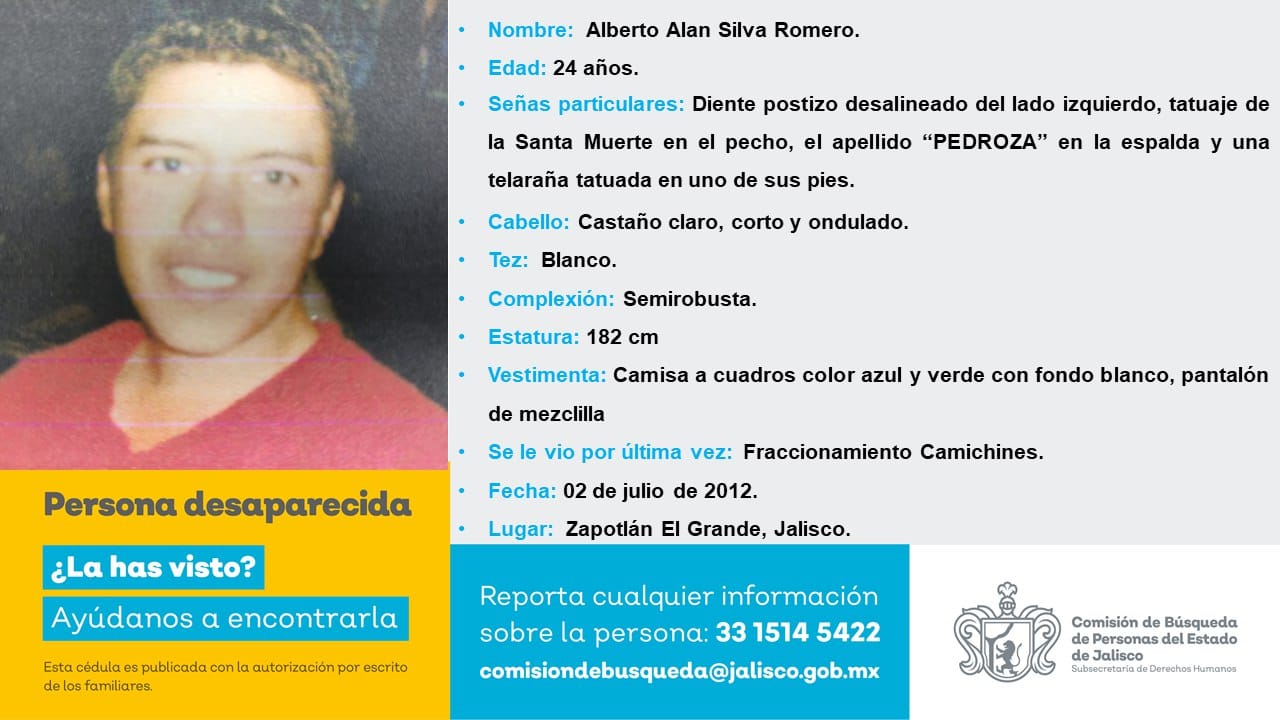 • Nombre: Alberto Alan Silva Romero.
• Edad: 24 años.
• Señas particulares: Diente postizo desalineado del lado izquierdo, tatuaje de
la Santa Muerte en el pecho, el apellido “PEDROZA” en la espalda y una
telaraña tatuada en uno de sus pies.
• Cabello: Castaño claro, corto y ondulado.
• Tez: Blanco.
• Complexión: Semirobusta.
• Estatura: 182 cm
• Vestimenta: Camisa a cuadros color azul y verde con fondo blanco, pantalón
de mezclilla
• Se le vio por última vez: Fraccionamiento Camichines.
• Fecha: 02 de julio de 2012.
• Lugar: Zapotlán El Grande, Jalisco.
Persona desaparecida
¿La has visto?
Ayúdanos a encontrarla
Esta cédula es publicada con la autorización por escrito
de los familiares.
Reporta cualquier información
sobre la persona: 33 1514 5422
comisiondebusqueda@jalisco.gob.mx
Comisión de Búsqueda
de Personas del Estado
de Jalisco
Subsecretaría de Derechos Humanos